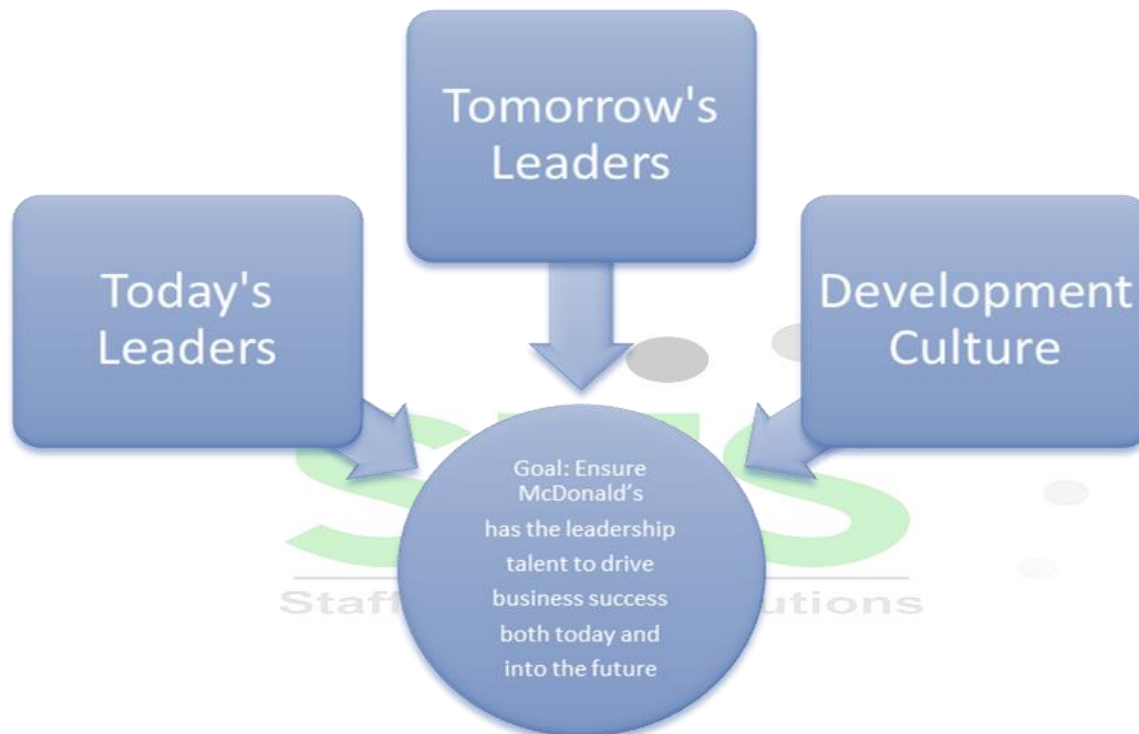 Today's
Leaders
Tomorrow's
Leaders
Development
Culture
Goal: Ensure
McDonald’s
has the leadership
talent to drive
business success
both today and
into the future